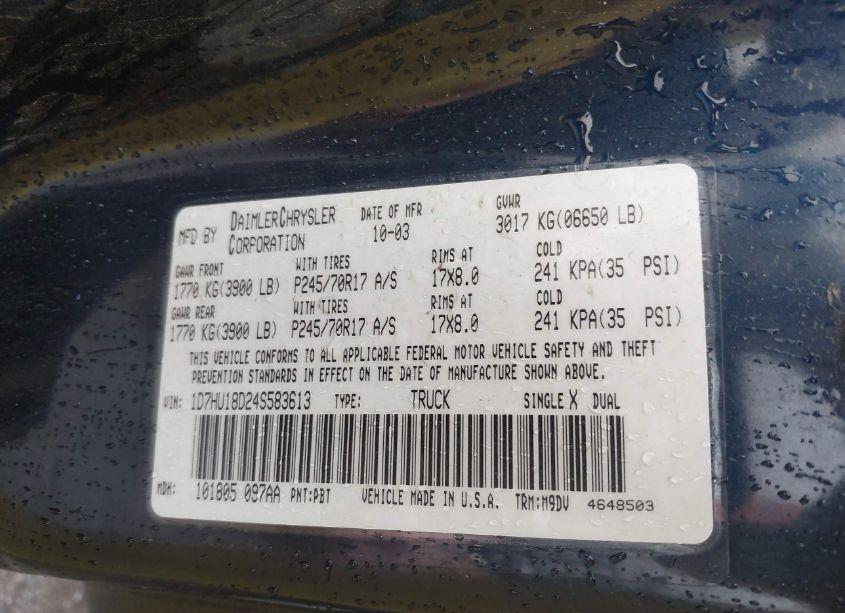 MFD BY DAIMLERCHRYSLER CORPORATION DATE OF MFR 10-03 GVWR 3017 KG(06650 LB)
GAWR FRONT WITH TIRES RIMS AT COLD
1770 KG(3900 LB) P245/70R17 A/S 17X8.0 241 KPA(35 PSI)
GAWR REAR WITH TIRES RIMS AT COLD
1770 KG(3900 LB) P245/70R17 A/S 17X8.0 241 KPA(35 PSI)
THIS VEHICLE CONFORMS TO ALL APPLICABLE FEDERAL MOTOR VEHICLE SAFETY AND THEFT
PREVENTION STANDARDS IN EFFECT ON THE DATE OF MANUFACTURE SHOWN ABOVE.
VIN: 1D7HU18D24S583613 TYPE: TRUCK SINGLE X DUAL
MDH: 101805 097AA PNT:PBT VEHICLE MADE IN U.S.A. TRM:M9DV 4648503